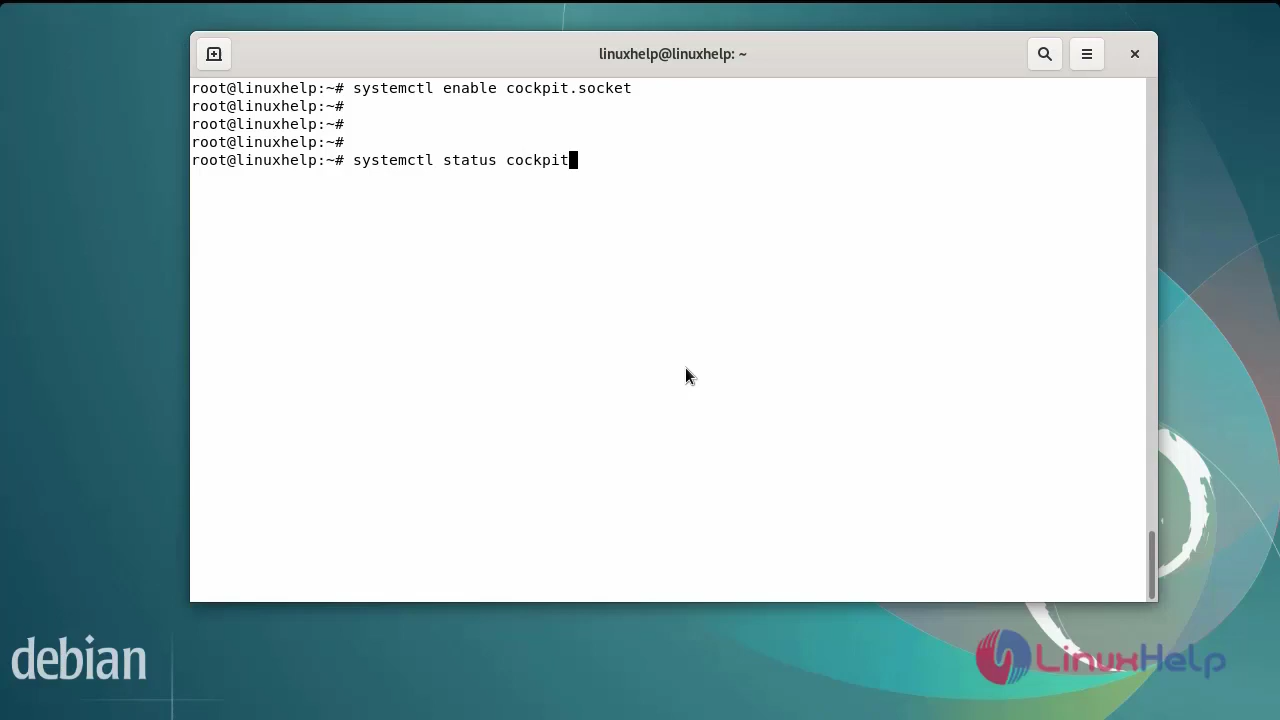 linuxhelp@linuxhelp: ~
root@linuxhelp:~# systemctl enable cockpit.socket
root@linuxhelp:~#
root@linuxhelp:~#
root@linuxhelp:~#
root@linuxhelp:~# systemctl status cockpit
debian
LinuxHelp